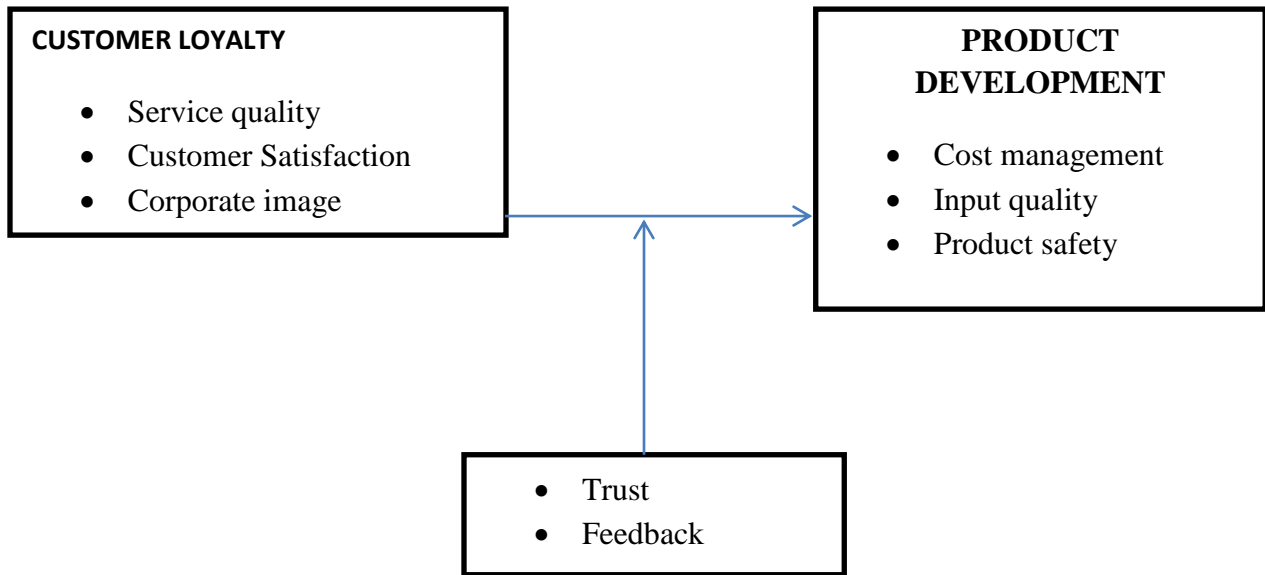 CUSTOMER LOYALTY
• Service quality
• Customer Satisfaction
• Corporate image
PRODUCT
DEVELOPMENT
• Cost management
• Input quality
• Product safety
• Trust
• Feedback